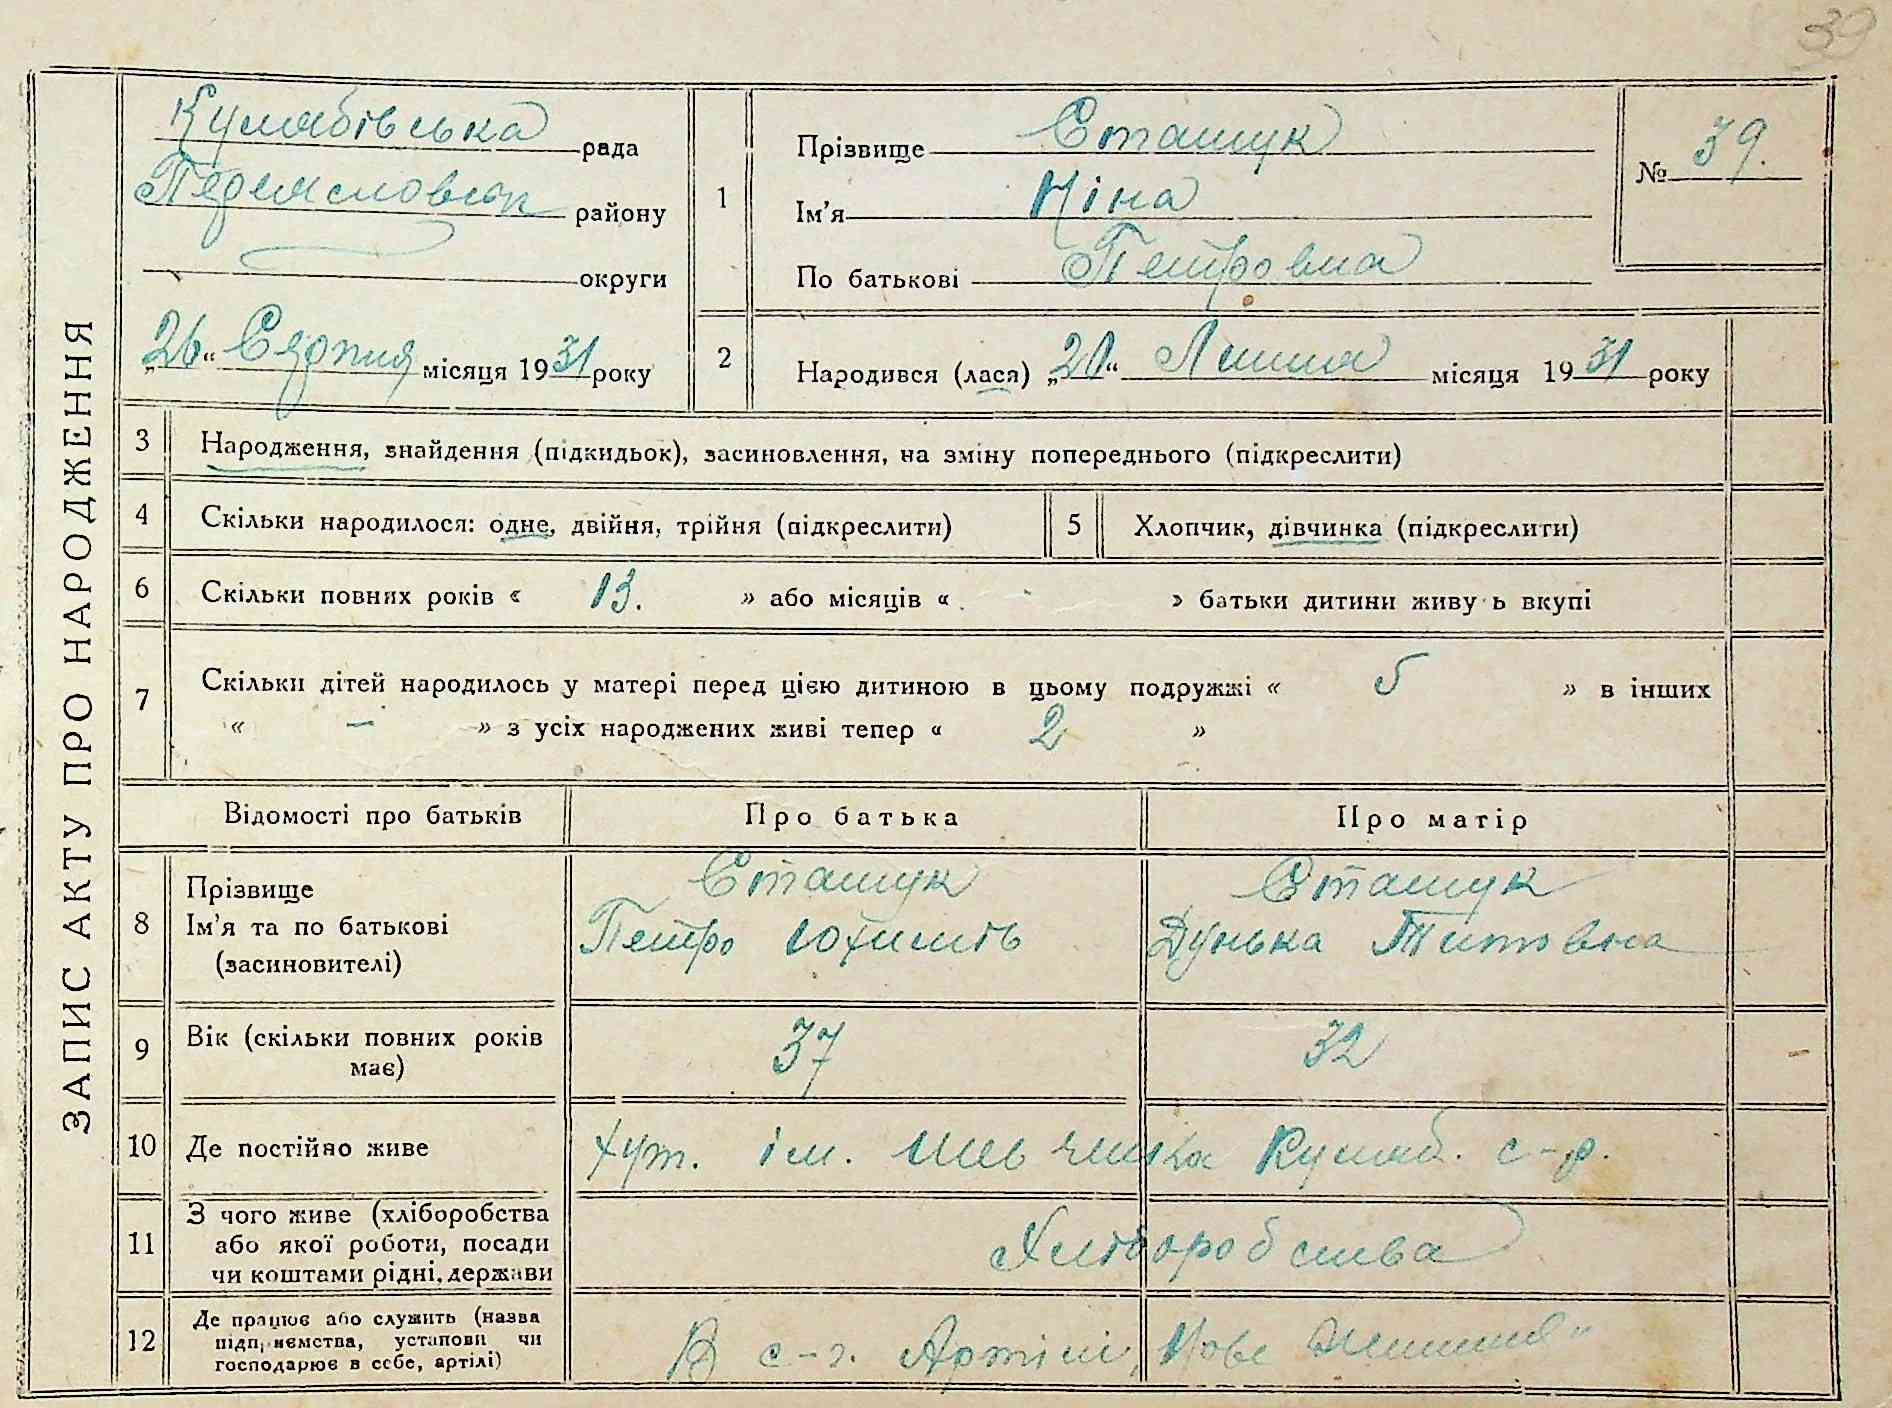 39
ЗАПИС АКТУ ПРО НАРОДЖЕННЯ
рада
району
округи
„26“ Серпня місяця 1931 року
1
Прізвище Сташук
Ім'я Ніна
По батькові Петровна
№ 39.
2
Народився (лася) „20“ Липня місяця 1931 року
3 Народження, знайдення (підкидьок), засиновлення, на зміну попереднього (підкреслити)
4 Скільки народилося: одне, двійня, трійня (підкреслити)
5 Хлопчик, дівчинка (підкреслити)
6 Скільки повних років « 13. » або місяців « » батьки дитини живуть вкупі
7 Скільки дітей народилось у матері перед цією дитиною в цьому подружжі « 5 » в інших
« — » з усіх народжених живі тепер « 2 »
Відомості про батьків Про батька Про матір
8 Прізвище
Ім'я та по батькові
(засиновителі)
Сташук
Петро
Сташук
Дунька Титовна
9 Вік (скільки повних років
має)
37 32
10 Де постійно живе
хут. ім. Шевченка с-р.
11 З чого живе (хліборобства
або якої роботи, посади
чи коштами рідні, держави
Хліборобства
12 Де працює або служить (назва
підприємства, установи чи
господарює в себе, артілі)
В с-г. Артілі „Нове Життя“